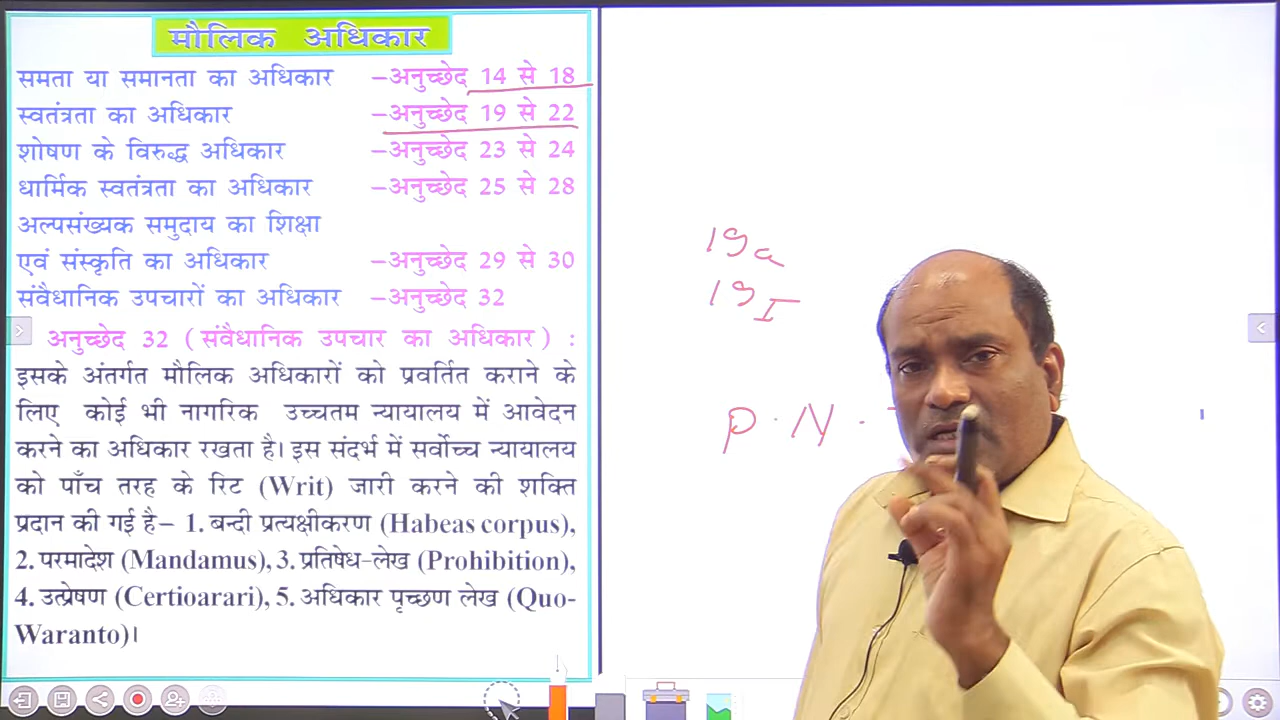 मौलिक अधिकार
समता या समानता का अधिकार –अनुच्छेद 14 से 18
स्वतंत्रता का अधिकार –अनुच्छेद 19 से 22
शोषण के विरुद्ध अधिकार –अनुच्छेद 23 से 24
धार्मिक स्वतंत्रता का अधिकार –अनुच्छेद 25 से 28
अल्पसंख्यक समुदाय का शिक्षा
एवं संस्कृति का अधिकार –अनुच्छेद 29 से 30
संवैधानिक उपचारों का अधिकार –अनुच्छेद 32
अनुच्छेद 32 ( संवैधानिक उपचार का अधिकार ) :
इसके अंतर्गत मौलिक अधिकारों को प्रवर्तित कराने के
लिए कोई भी नागरिक उच्चतम न्यायालय में आवेदन
करने का अधिकार रखता है। इस संदर्भ में सर्वोच्च न्यायालय
को पाँच तरह के रिट (Writ) जारी करने की शक्ति
प्रदान की गई है– 1. बन्दी प्रत्यक्षीकरण (Habeas corpus),
2. परमादेश (Mandamus), 3. प्रतिषेध-लेख (Prohibition),
4. उत्प्रेषण (Certioarari), 5. अधिकार पृच्छण लेख (Quo-
Waranto)।
19a
19I
P. N.